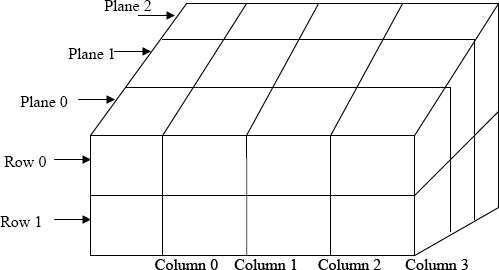 Plane 2
Plane 1
Plane 0
Row 0
Row 1
Column 0 Column 1 Column 2 Column 3